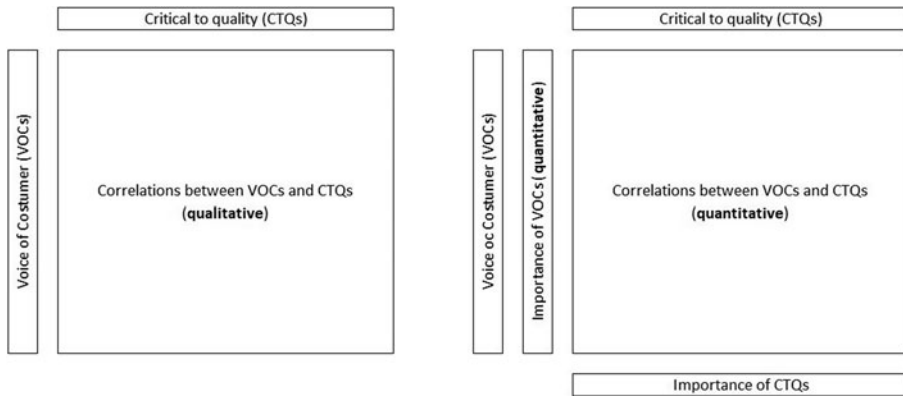 Critical to quality (CTQs)
Voice of Costumer (VOCs)
Correlations between VOCs and CTQs
(qualitative)
Critical to quality (CTQs)
Voice oc Costumer (VOCs)
Importance of VOCs( quantitative)
Correlations between VOCs and CTQs
(quantitative)
Importance of CTQs